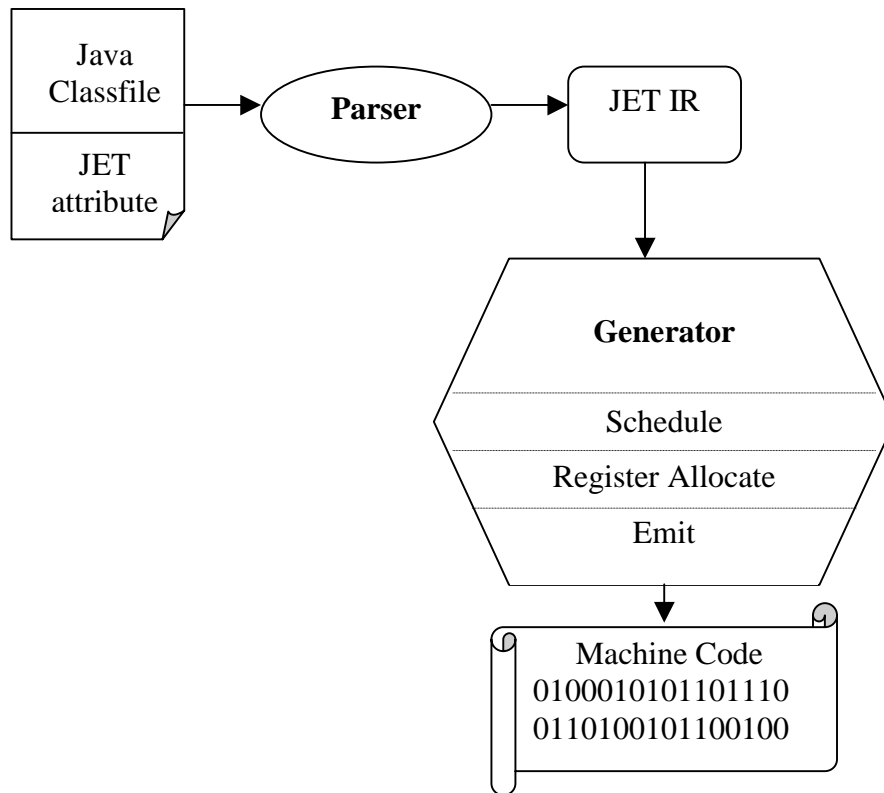 Java
Classfile
JET
attribute
Parser
JET IR
Generator
Schedule
Register Allocate
Emit
Machine Code
0100010101101110
0110100101100100